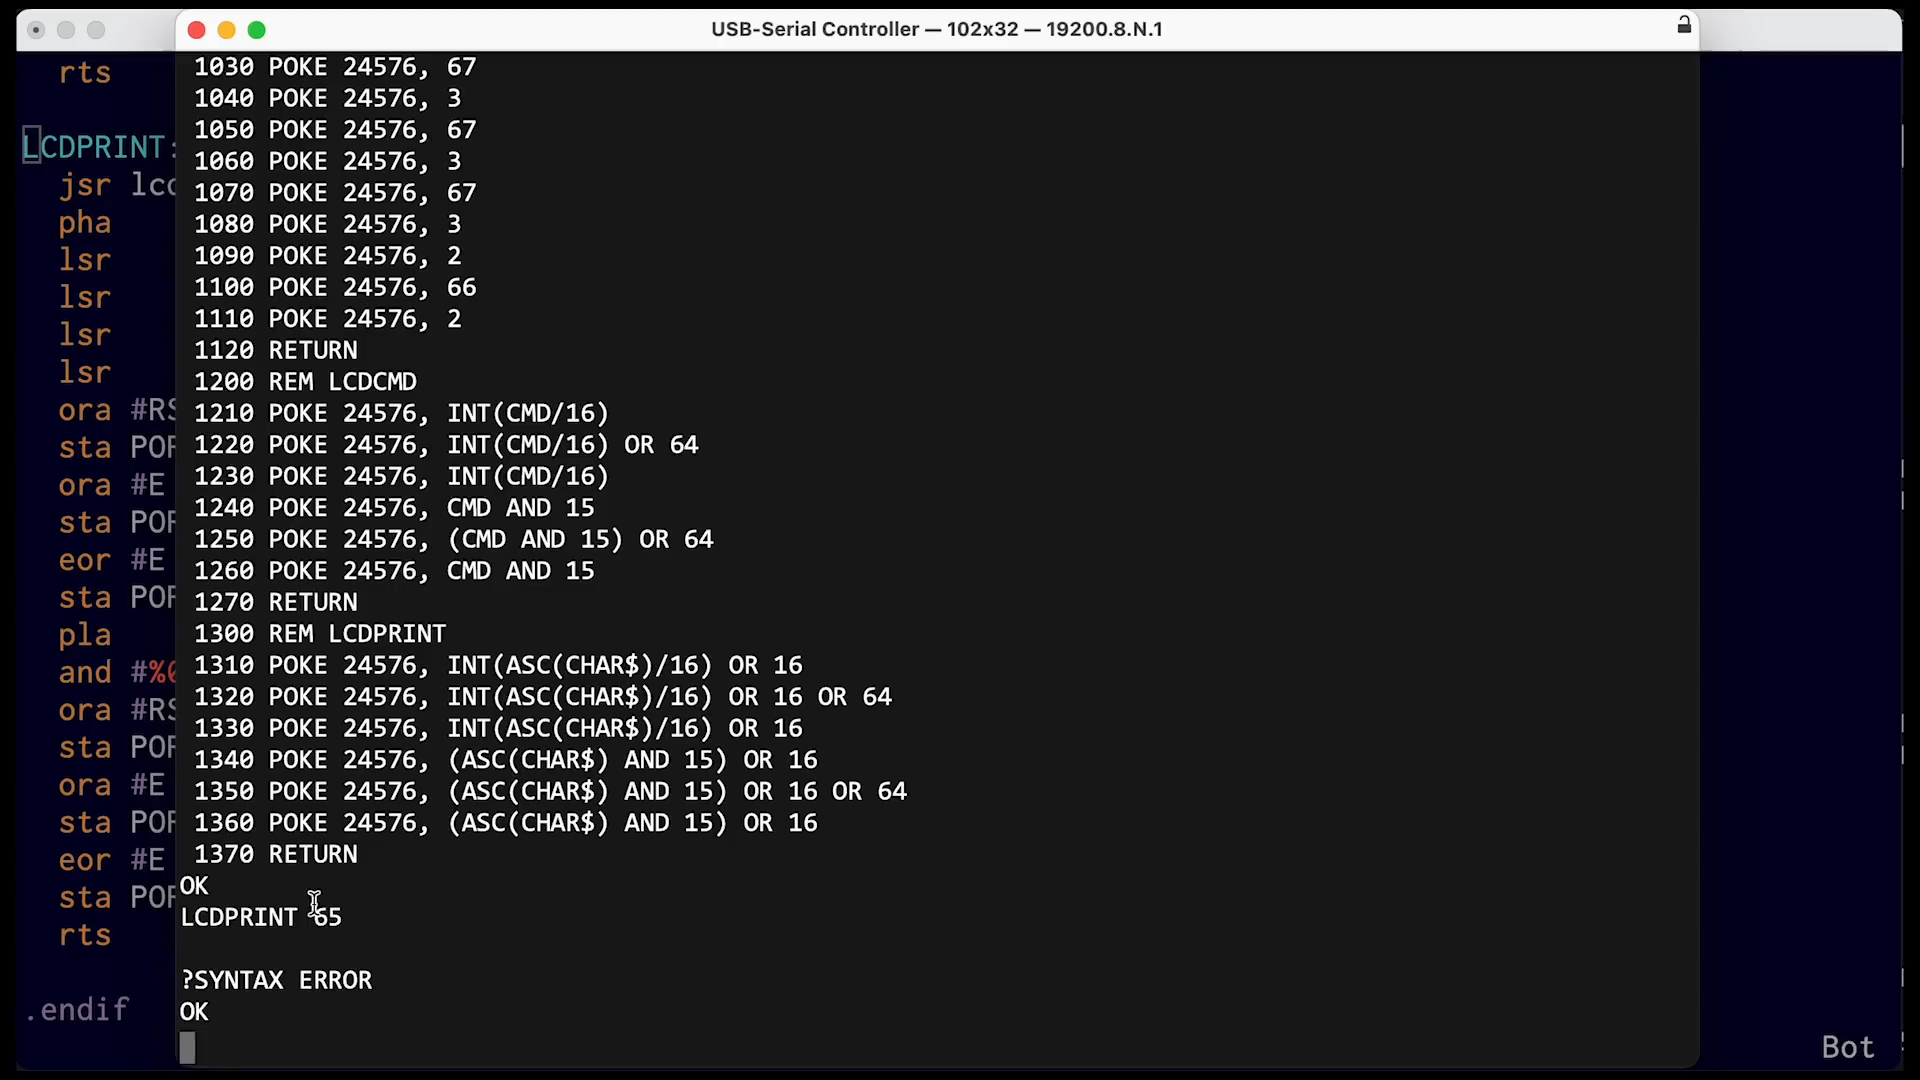 USB-Serial Controller — 102x32 — 19200.8.N.1
rts
LCDPRINT:
jsr
pha
lsr
lsr
lsr
lsr
ora
sta
ora #E
sta
eor #E
sta
pla
and
ora
sta
ora #E
sta
eor #E
sta
rts
.endif
1030 POKE 24576, 67
1040 POKE 24576, 3
1050 POKE 24576, 67
1060 POKE 24576, 3
1070 POKE 24576, 67
1080 POKE 24576, 3
1090 POKE 24576, 2
1100 POKE 24576, 66
1110 POKE 24576, 2
1120 RETURN
1200 REM LCDCMD
1210 POKE 24576, INT(CMD/16)
1220 POKE 24576, INT(CMD/16) OR 64
1230 POKE 24576, INT(CMD/16)
1240 POKE 24576, CMD AND 15
1250 POKE 24576, (CMD AND 15) OR 64
1260 POKE 24576, CMD AND 15
1270 RETURN
1300 REM LCDPRINT
1310 POKE 24576, INT(ASC(CHAR$)/16) OR 16
1320 POKE 24576, INT(ASC(CHAR$)/16) OR 16 OR 64
1330 POKE 24576, INT(ASC(CHAR$)/16) OR 16
1340 POKE 24576, (ASC(CHAR$) AND 15) OR 16
1350 POKE 24576, (ASC(CHAR$) AND 15) OR 16 OR 64
1360 POKE 24576, (ASC(CHAR$) AND 15) OR 16
1370 RETURN
OK
LCDPRINT 65
?SYNTAX ERROR
OK
Bot